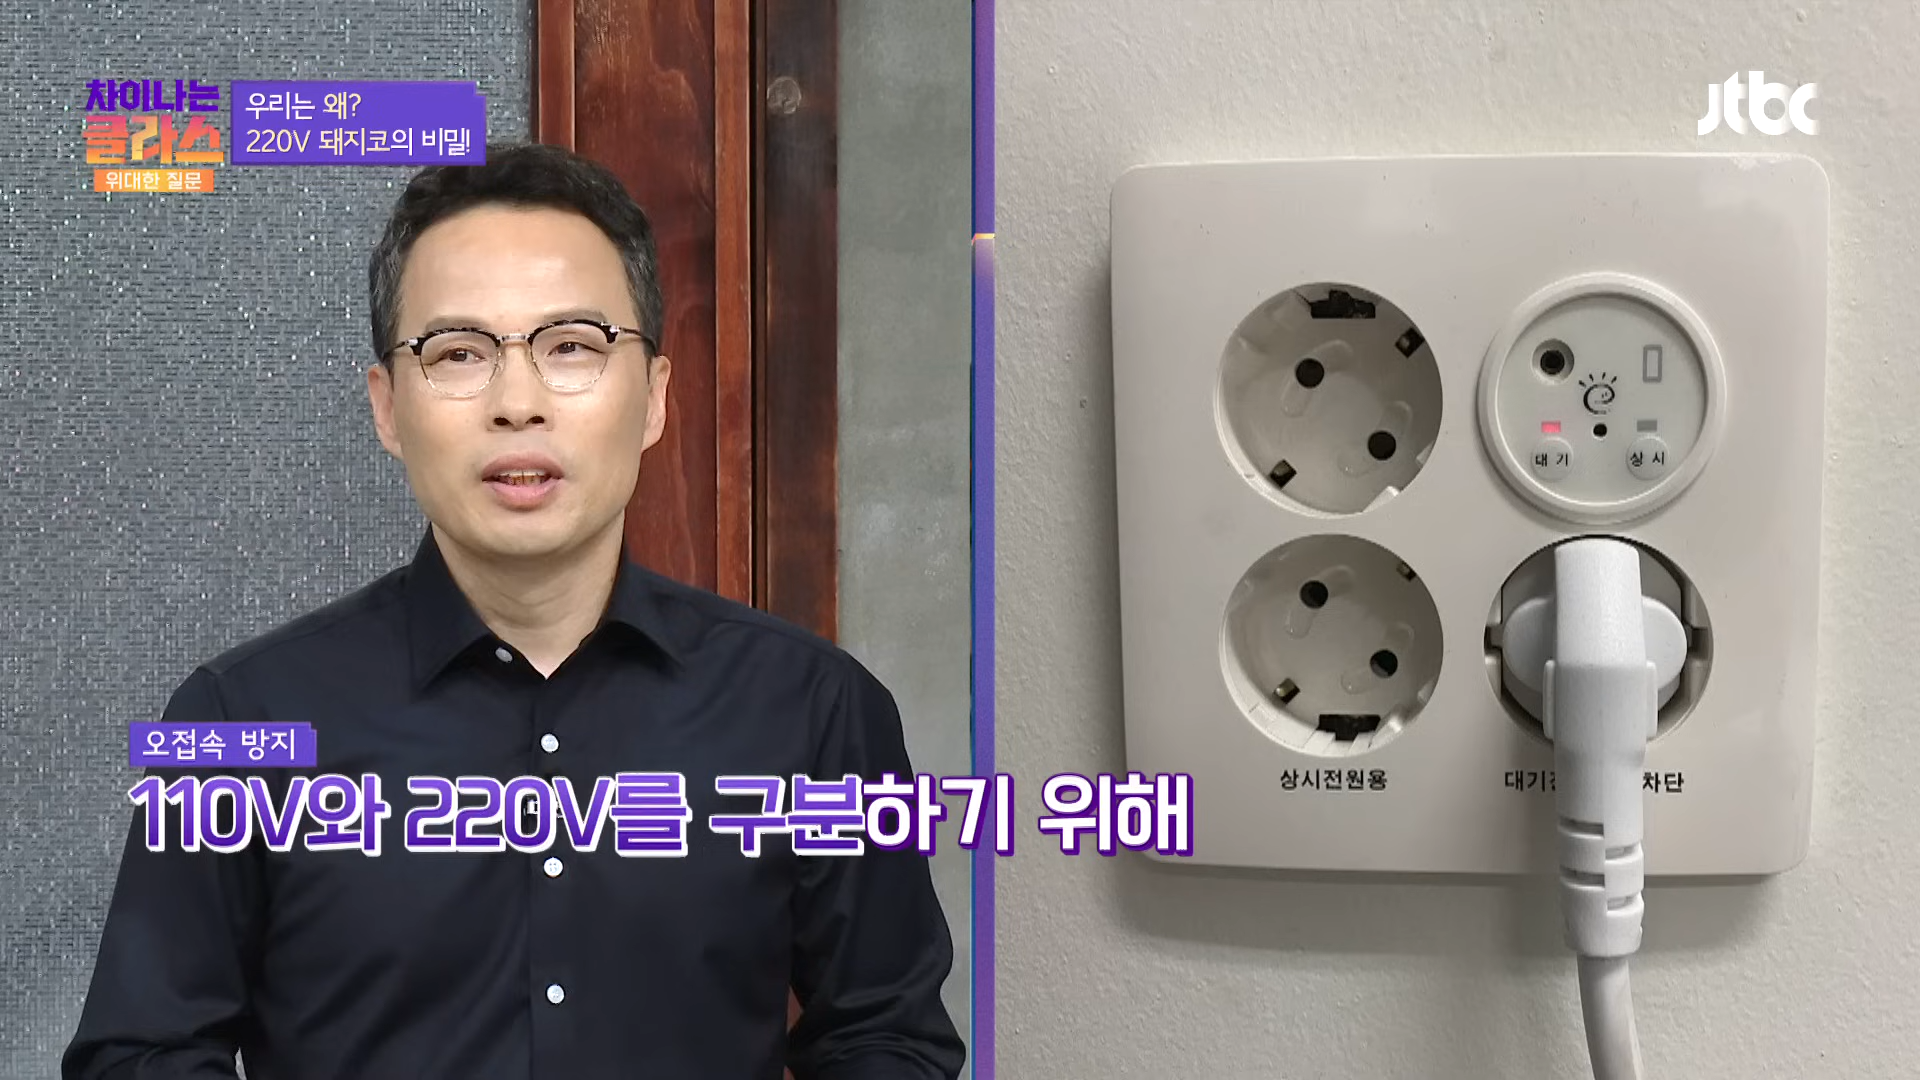 차이나는
클라스
위대한 질문
우리는 왜?
220V 돼지코의 비밀!
jtbc
대기
상시
상시전원용
대기
차단
오접속 방지
110V와 220V를 구분하기 위해